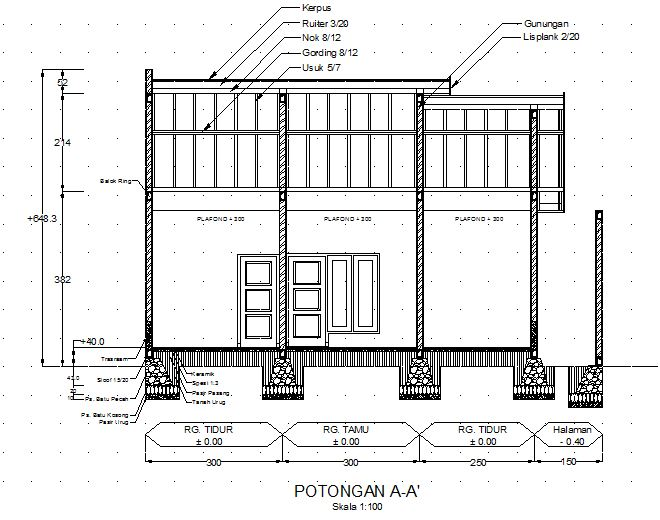 Kerpus
Ruiter 3/20
Nok 8/12
Gording 8/12
Usuk 5/7
Gunungan
Lisplank 2/20
52
214
Balok Ring
+648.3
PLAFOND + 300
PLAFOND + 300
PLAFOND + 300
382
+40.0
Trasraam
Sloof 15/20
Ps. Batu Pecah
Ps. Batu Kosong
Pasir Urug
Keramik
Spesi 1:3
Pasir Pasang
Tanah Urug
RG. TIDUR
± 0.00
RG. TAMU
± 0.00
RG. TIDUR
± 0.00
Halaman
- 0.40
300
300
250
150
POTONGAN A-A'
Skala 1:100